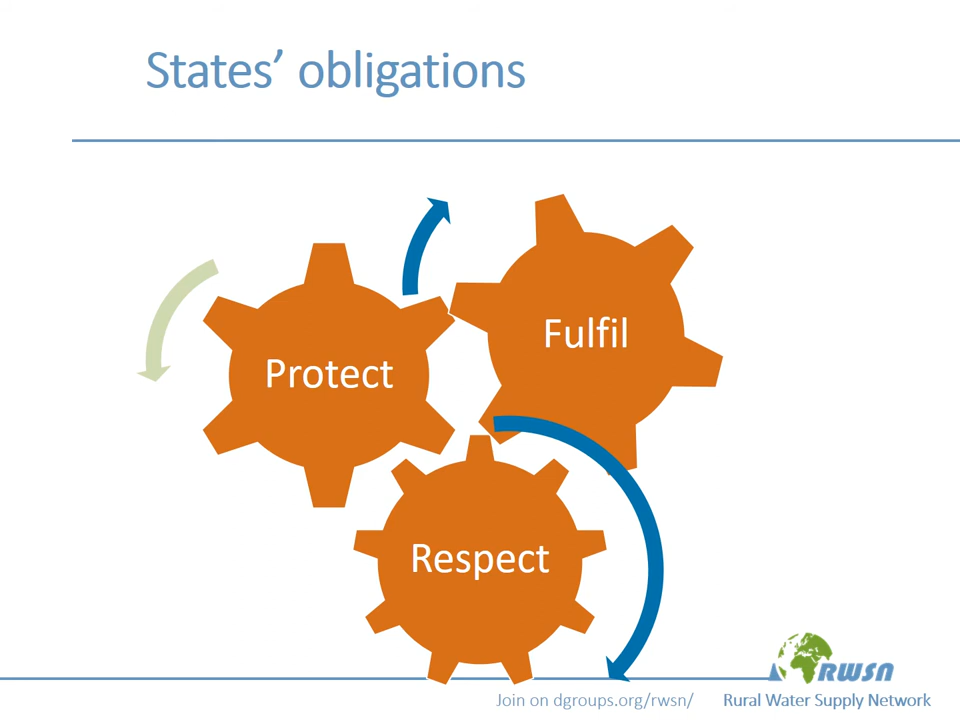 States’ obligations
Fulfil
Protect
Respect
RWSN
Join on dgroups.org/rwsn/
Rural Water Supply Network